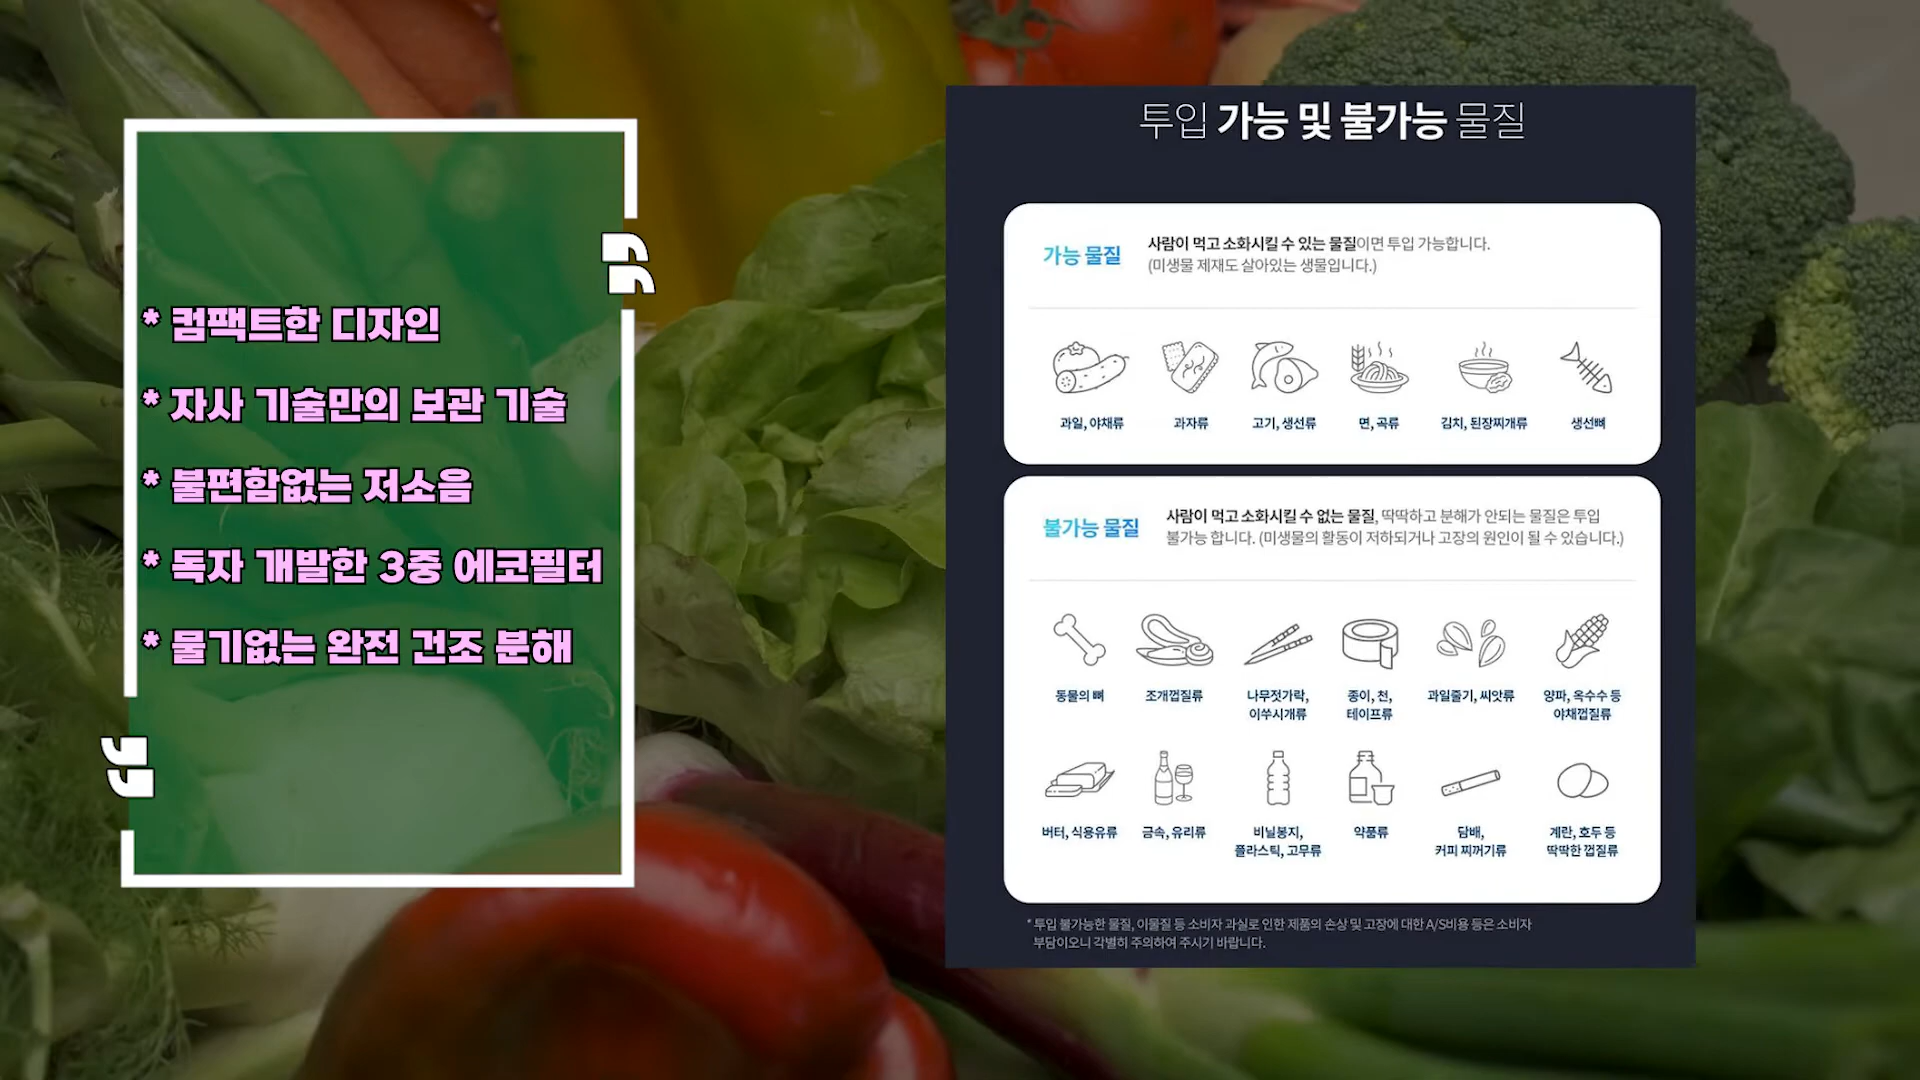 * 컴팩트한 디자인
* 자사 기술만의 보관 기술
* 불편함없는 저소음
* 독자 개발한 3중 에코필터
* 물기없는 완전 건조 분해
투입 가능 및 불가능 물질
가능 물질
사람이 먹고 소화시킬 수 있는 물질이면 투입 가능합니다.
(미생물 제재도 살아있는 생물입니다.)
과일, 야채류
과자류
고기, 생선류
면, 곡류
김치, 된장찌개류
생선뼈
불가능 물질
사람이 먹고 소화시킬 수 없는 물질, 딱딱하고 분해가 안되는 물질은 투입
불가능 합니다. (미생물의 활동이 저하되거나 고장의 원인이 될 수 있습니다.)
동물의 뼈
조개껍질류
나무젓가락,
이쑤시개류
종이, 천,
테이프류
과일줄기, 씨앗류
양파, 옥수수 등
야채껍질류
버터, 식용유류
금속, 유리류
비닐봉지,
플라스틱, 고무류
약품류
담배,
커피 찌꺼기류
계란, 호두 등
딱딱한 껍질류
* 투입 불가능한 물질, 이물질 등 소비자 과실로 인한 제품의 손상 및 고장에 대한 A/S비용 등은 소비자
부담이오니 각별히 주의하여 주시기 바랍니다.